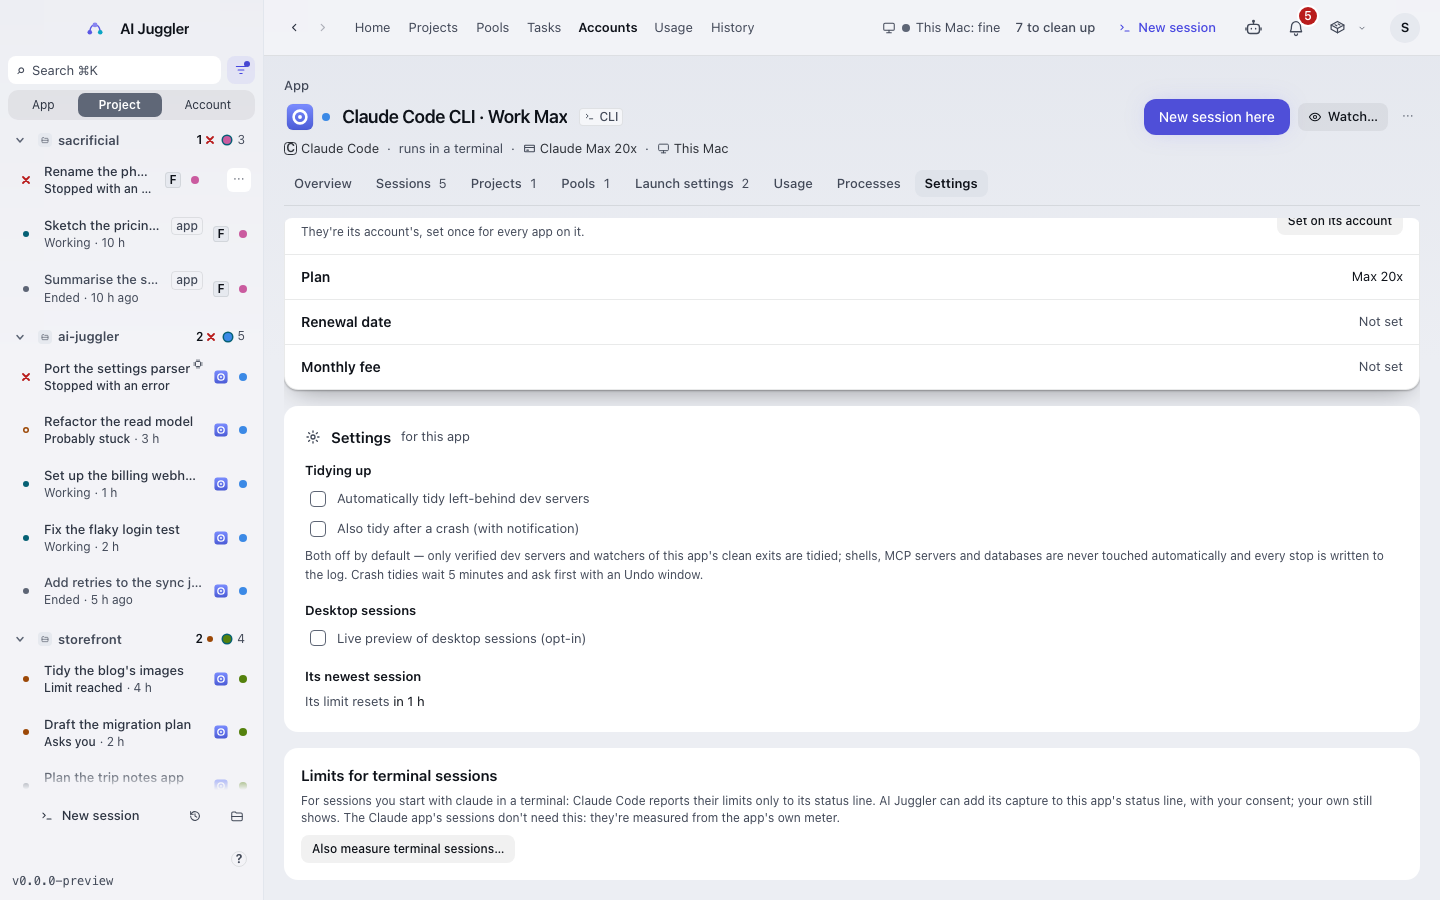 AI Juggler
Search ⌘K
App Project Account
sacrificial 1 3
Rename the ph...
Stopped with an ... F
Sketch the pricin... app
Working · 10 h F
Summarise the s... app
Ended · 10 h ago F
ai-juggler 2 5
Port the settings parser
Stopped with an error
Refactor the read model
Probably stuck · 3 h
Set up the billing webh...
Working · 1 h
Fix the flaky login test
Working · 2 h
Add retries to the sync j...
Ended · 5 h ago
storefront 2 4
Tidy the blog's images
Limit reached · 4 h
Draft the migration plan
Asks you · 2 h
Plan the trip notes app
New session
?
v0.0.0-preview
Home Projects Pools Tasks Accounts Usage History
This Mac: fine 7 to clean up New session 5 S
App
Claude Code CLI · Work Max CLI
New session here Watch... ...
Claude Code · runs in a terminal · Claude Max 20x · This Mac
Overview Sessions 5 Projects 1 Pools 1 Launch settings 2 Usage Processes Settings
Set on its account
They're its account's, set once for every app on it.
Plan Max 20x
Renewal date Not set
Monthly fee Not set
Settings for this app
Tidying up
Automatically tidy left-behind dev servers
Also tidy after a crash (with notification)
Both off by default — only verified dev servers and watchers of this app's clean exits are tidied; shells, MCP servers and databases are never touched automatically and every stop is written to
the log. Crash tidies wait 5 minutes and ask first with an Undo window.
Desktop sessions
Live preview of desktop sessions (opt-in)
Its newest session
Its limit resets in 1 h
Limits for terminal sessions
For sessions you start with claude in a terminal: Claude Code reports their limits only to its status line. AI Juggler can add its capture to this app's status line, with your consent; your own still
shows. The Claude app's sessions don't need this: they're measured from the app's own meter.
Also measure terminal sessions...